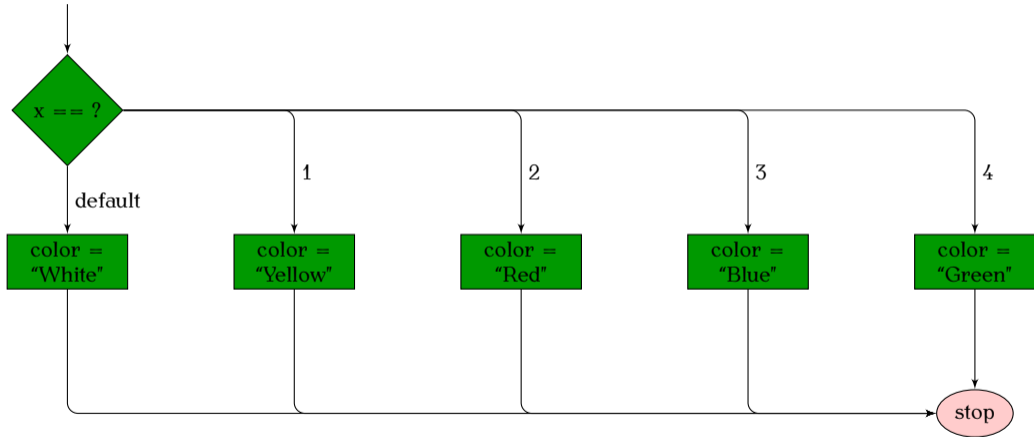 x == ?
1
2
3
4
default
color =
“White”
color =
“Yellow”
color =
“Red”
color =
“Blue”
color =
“Green”
stop